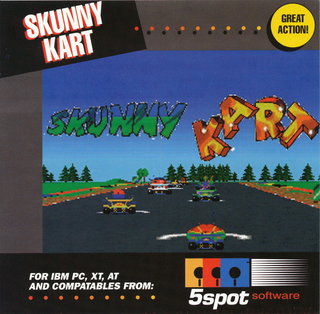 SKUNNY
KART
GREAT
ACTION!
SKUNNY KART
FOR IBM PC, XT, AT
AND COMPATABLES FROM:
5spot software